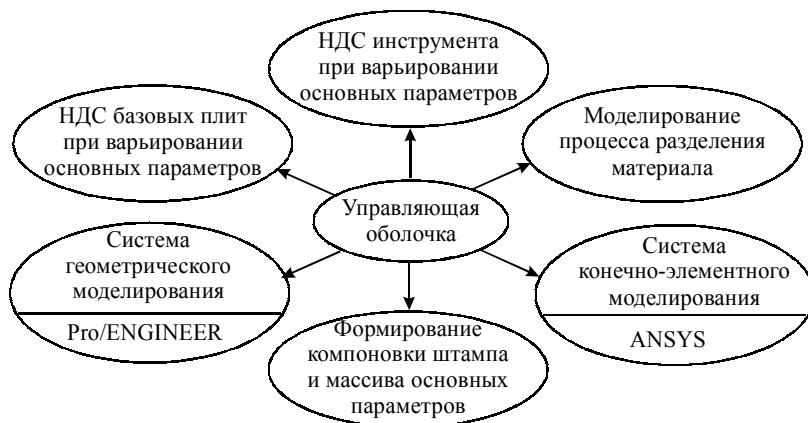 НДС инструмента
при варьировании
основных параметров
НДС базовых плит
при варьировании
основных параметров
Моделирование
процесса разделения
материала
Управляющая
оболочка
Система
геометрического
моделирования
Pro/ENGINEER
Система
конечно-элементного
моделирования
ANSYS
Формирование
компоновки штампа
и массива основных
параметров